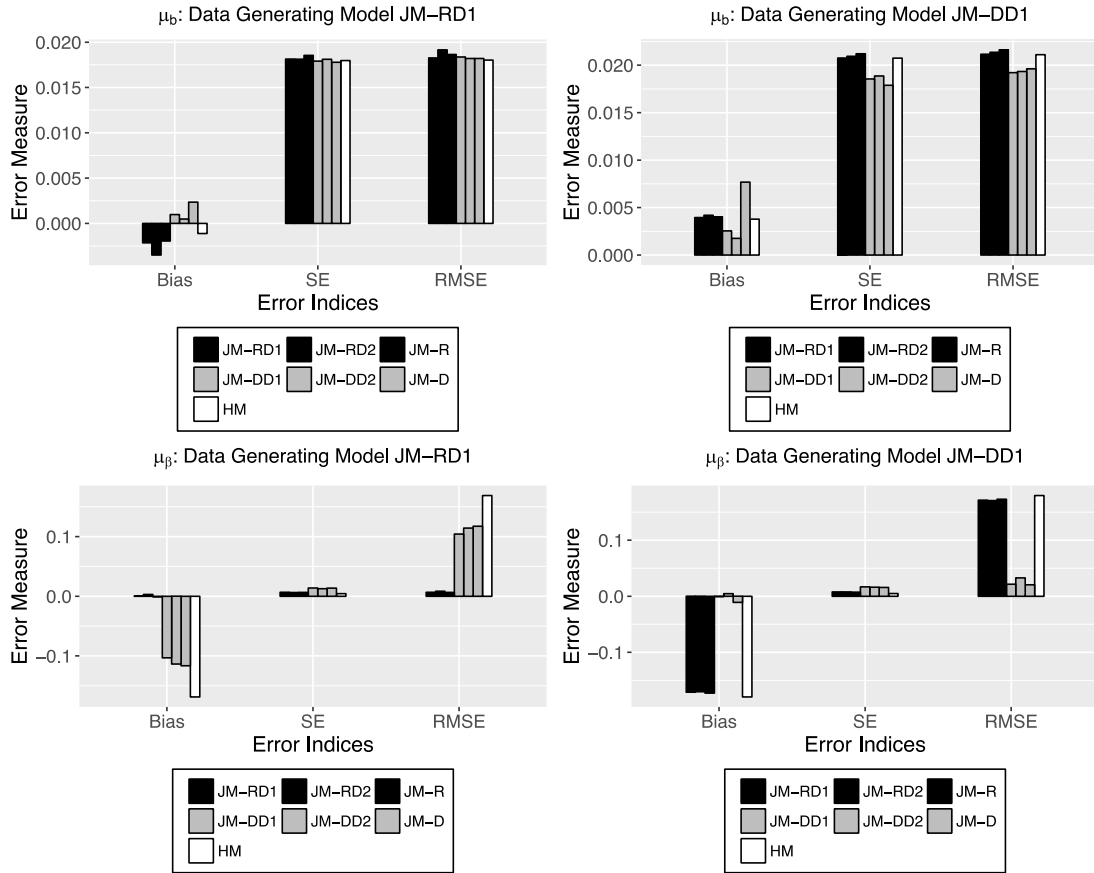 μb: Data Generating Model JM−RD1
0.020
0.015
0.010
0.005
0.000
Error Measure
Bias SE RMSE
Error Indices
JM−RD1 JM−RD2 JM−R
JM−DD1 JM−DD2 JM−D
HM
μb: Data Generating Model JM−DD1
0.020
0.015
0.010
0.005
0.000
Error Measure
Bias SE RMSE
Error Indices
JM−RD1 JM−RD2 JM−R
JM−DD1 JM−DD2 JM−D
HM
μβ: Data Generating Model JM−RD1
0.1
0.0
−0.1
Error Measure
Bias SE RMSE
Error Indices
JM−RD1 JM−RD2 JM−R
JM−DD1 JM−DD2 JM−D
HM
μβ: Data Generating Model JM−DD1
0.1
0.0
−0.1
Error Measure
Bias SE RMSE
Error Indices
JM−RD1 JM−RD2 JM−R
JM−DD1 JM−DD2 JM−D
HM